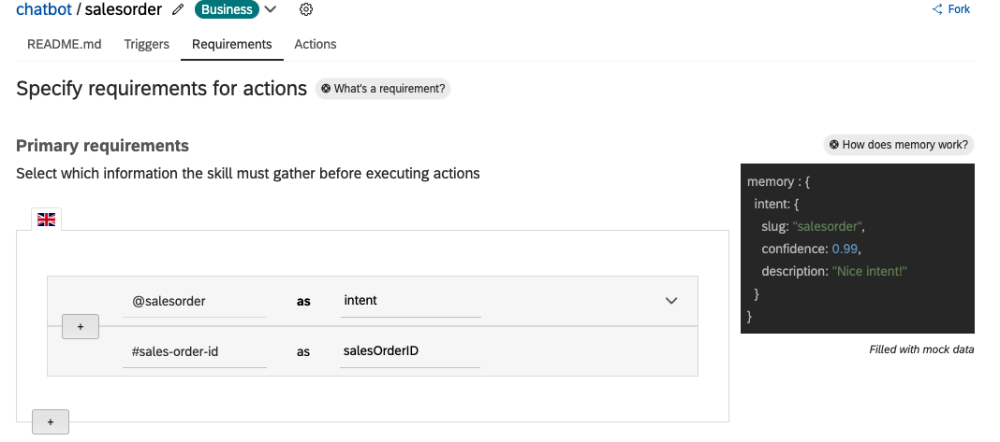 chatbot / salesorder Business Fork
README.md Triggers Requirements Actions
Specify requirements for actions What's a requirement?
Primary requirements
Select which information the skill must gather before executing actions
@salesorder as intent
+
#sales-order-id as salesOrderID
+
How does memory work?
memory : {
intent: {
slug: "salesorder",
confidence: 0.99,
description: "Nice intent!"
}
}
Filled with mock data